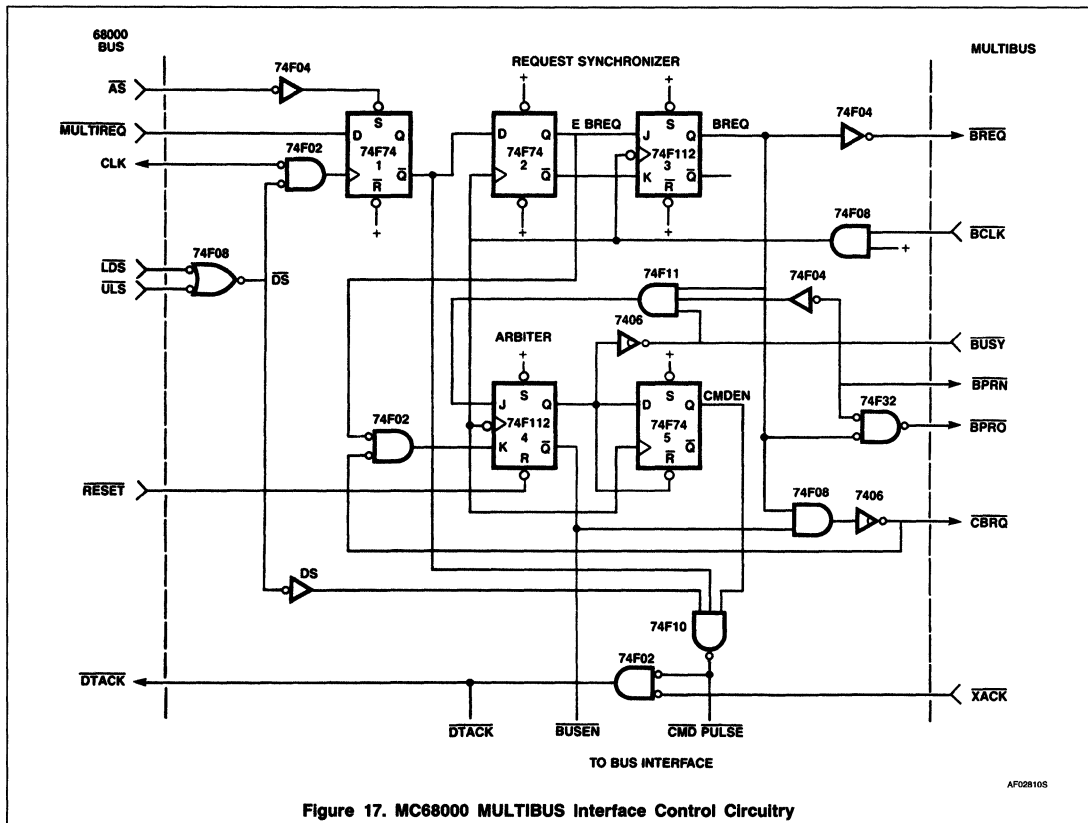 68000
BUS
MULTIBUS
REQUEST SYNCHRONIZER
74F04
AS
MULTIREQ
CLK
74F02
D S Q
74F74
1
Q
R
+
D Q
74F74
2
Q
+
+
E BREQ
J S Q
74F112
3
K Q
R
+
+
BREQ
74F04
BREQ
74F08
BCLK
+
74F08
LDS
ULS
DS
74F11
74F04
7406
BUSY
ARBITER
+
BPRN
74F32
BPRO
74F02
J S Q
74F112
4
K Q
R
D S Q
74F74
5
Q
R
+
CMDEN
RESET
74F08
7406
CBRQ
DS
74F10
74F02
DTACK
XACK
DTACK
BUSEN
CMD PULSE
TO BUS INTERFACE
AF02810S
Figure 17. MC68000 MULTIBUS Interface Control Circuitry